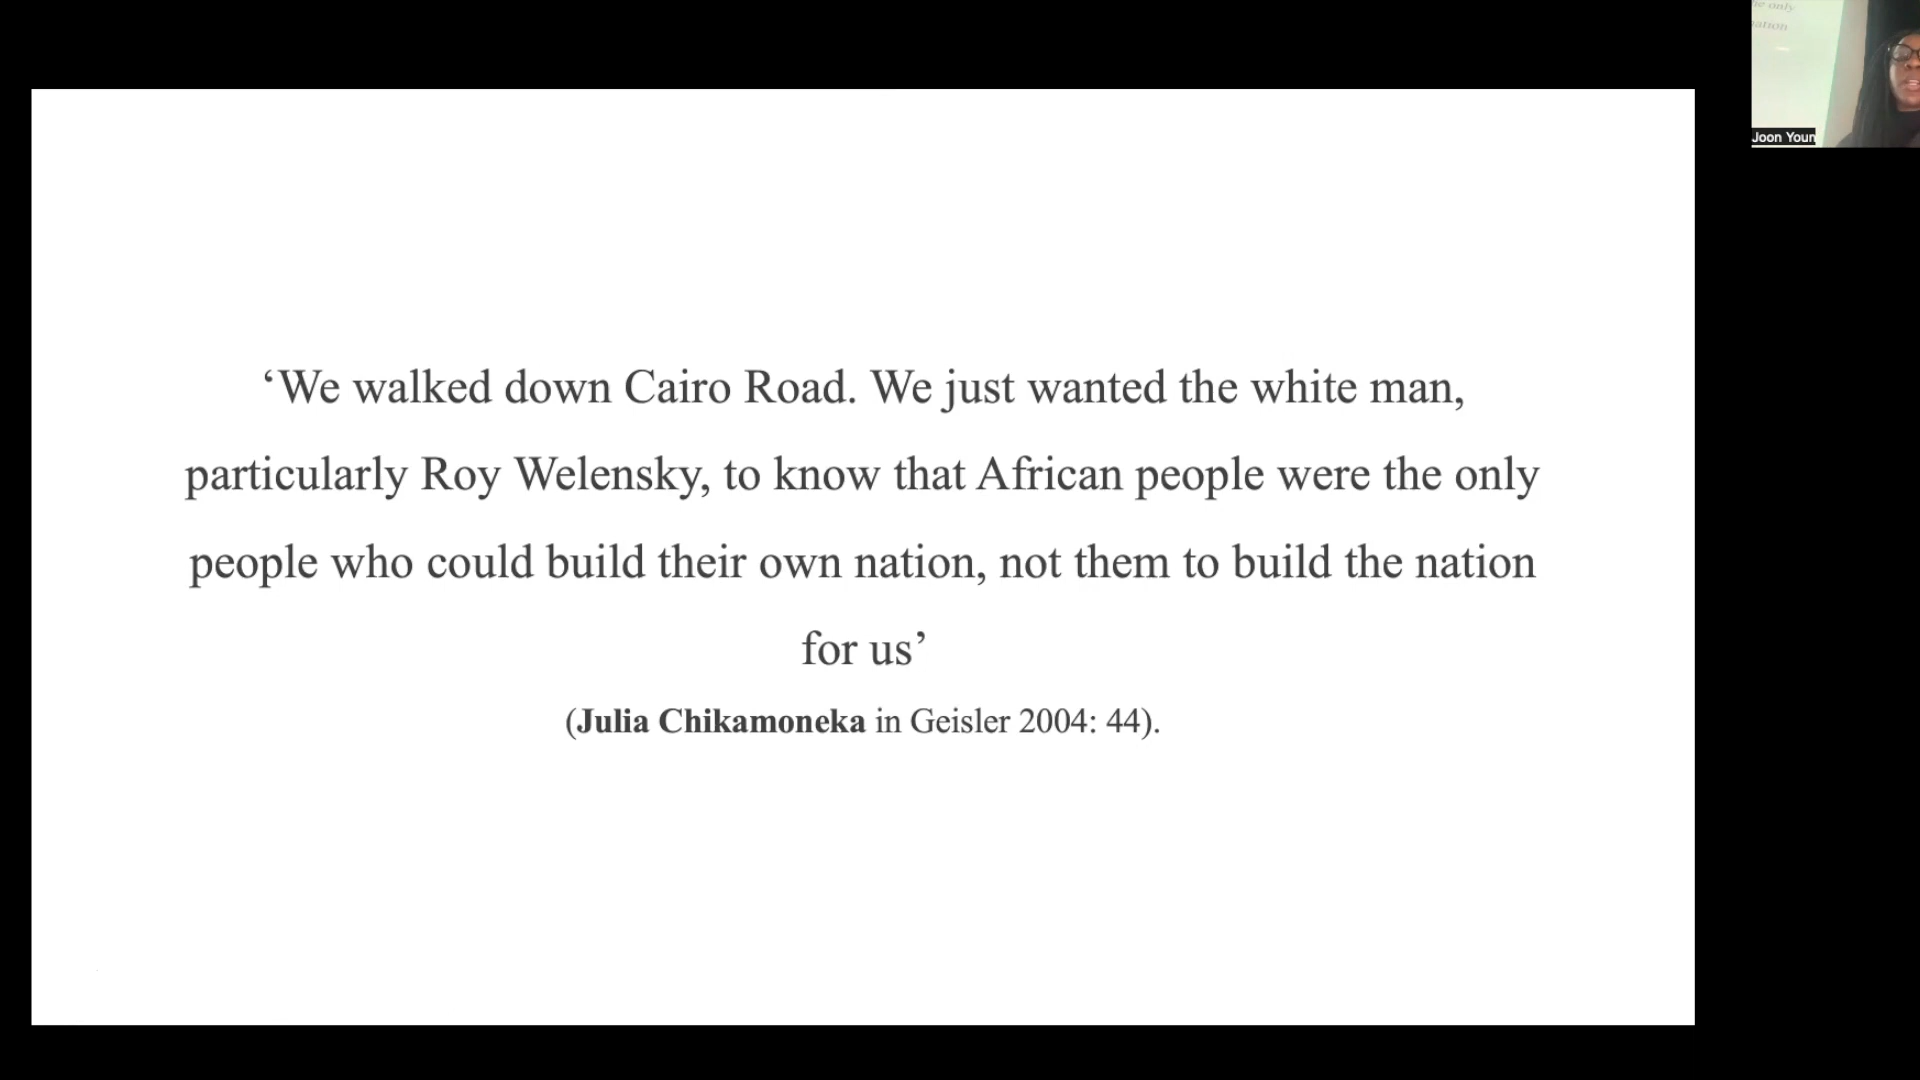 ‘We walked down Cairo Road. We just wanted the white man,
particularly Roy Welensky, to know that African people were the only
people who could build their own nation, not them to build the nation
for us’
(Julia Chikamoneka in Geisler 2004: 44).
only
nation
Joon Youn